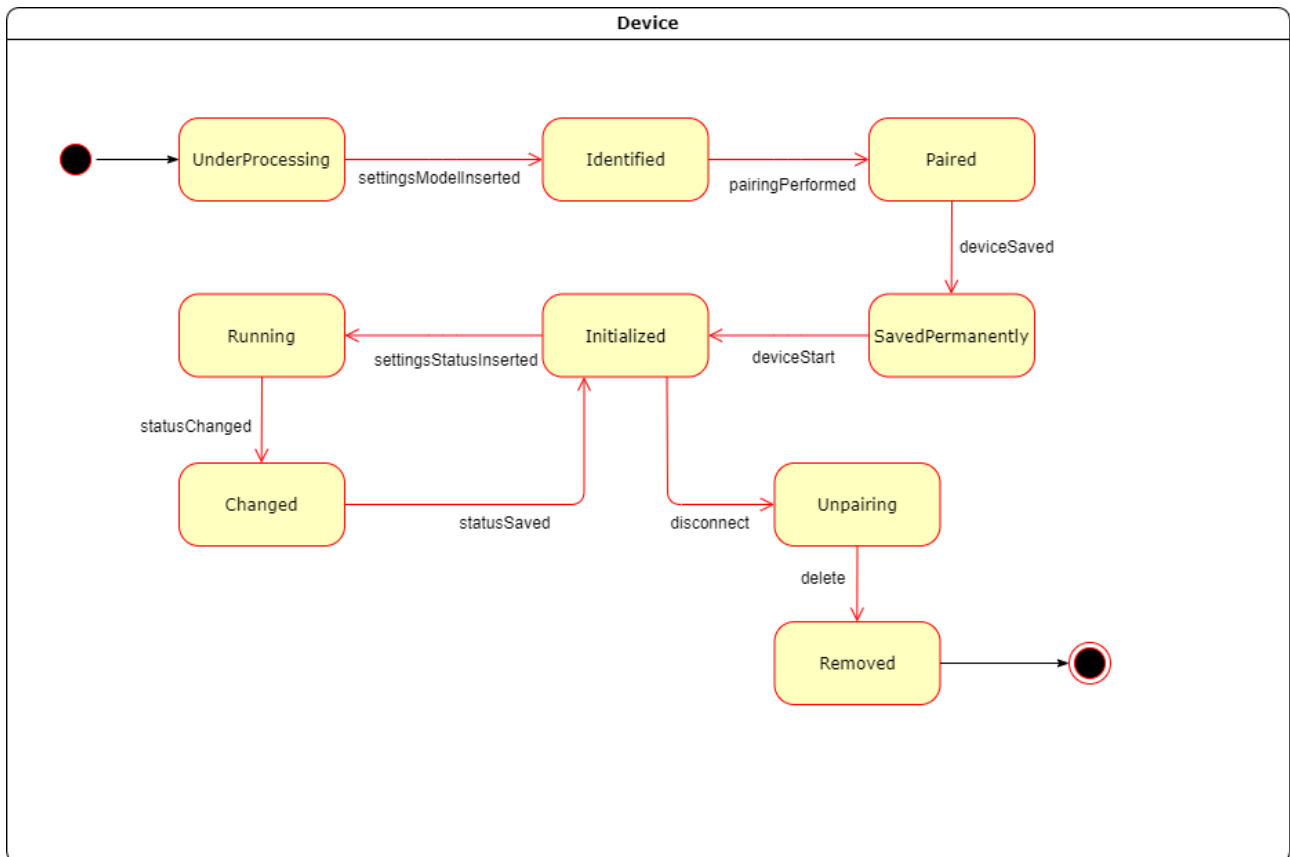 Device
UnderProcessing
settingsModelInserted
Identified
pairingPerformed
Paired
deviceSaved
Running
settingsStatusInserted
Initialized
deviceStart
SavedPermanently
statusChanged
Changed
statusSaved
disconnect
Unpairing
delete
Removed